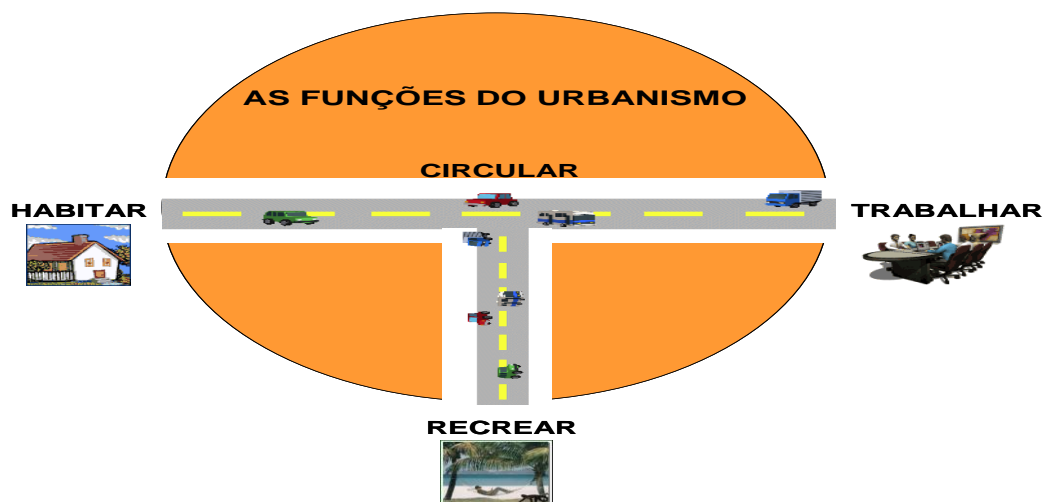 AS FUNÇÕES DO URBANISMO
CIRCULAR
HABITAR
TRABALHAR
RECREAR